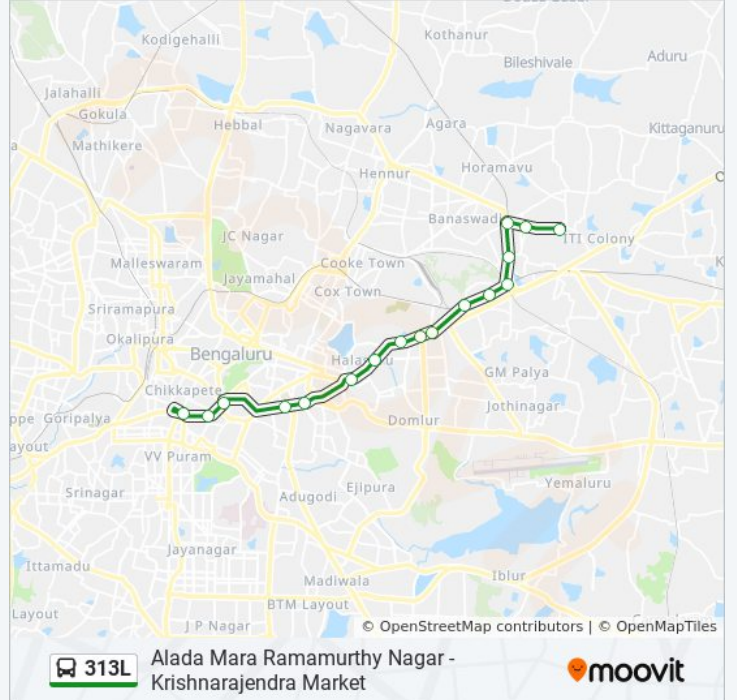 Kodigehalli
Kothanur
Bileshivale
Aduru
Jalahalli
Gokula
Hebbal
Nagavara
Agara
Kittaganuru
Mathikere
Hennur
Horamavu
Banaswad
JC Nagar
ITI Colony
Malleswaram
Cooke Town
Jayamahal
Cox Town
Sriramapura
Okalipura
Bengaluru
GM Palya
Chikkapete
Jothinagar
Goripalya
Domlur
VV Puram
Yemaluru
Srinagar
Adugodi
Ejipura
Jayanagar
Ittamadu
Madiwala
Iblur
BTM Layout
Layout
J P Nagar
© OpenStreetMap contributors | © OpenMapTiles
313L
Alada Mara Ramamurthy Nagar -
Krishnarajendra Market
moovit